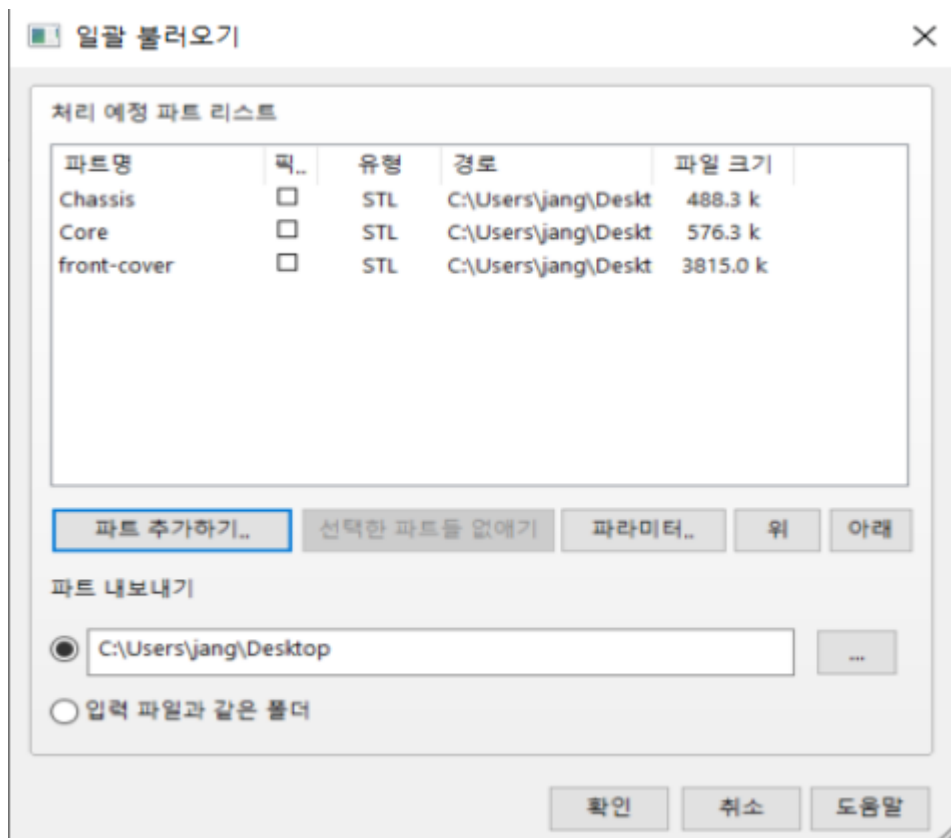 일괄 불러오기
처리 예정 파트 리스트
파트명 픽.. 유형 경로 파일 크기
Chassis STL C:\Users\jang\Deskt 488.3 k
Core STL C:\Users\jang\Deskt 576.3 k
front-cover STL C:\Users\jang\Deskt 3815.0 k
파트 추가하기.. 선택한 파트들 없애기 파라미터.. 위 아래
파트 내보내기
C:\Users\jang\Desktop ...
입력 파일과 같은 폴더
확인 취소 도움말